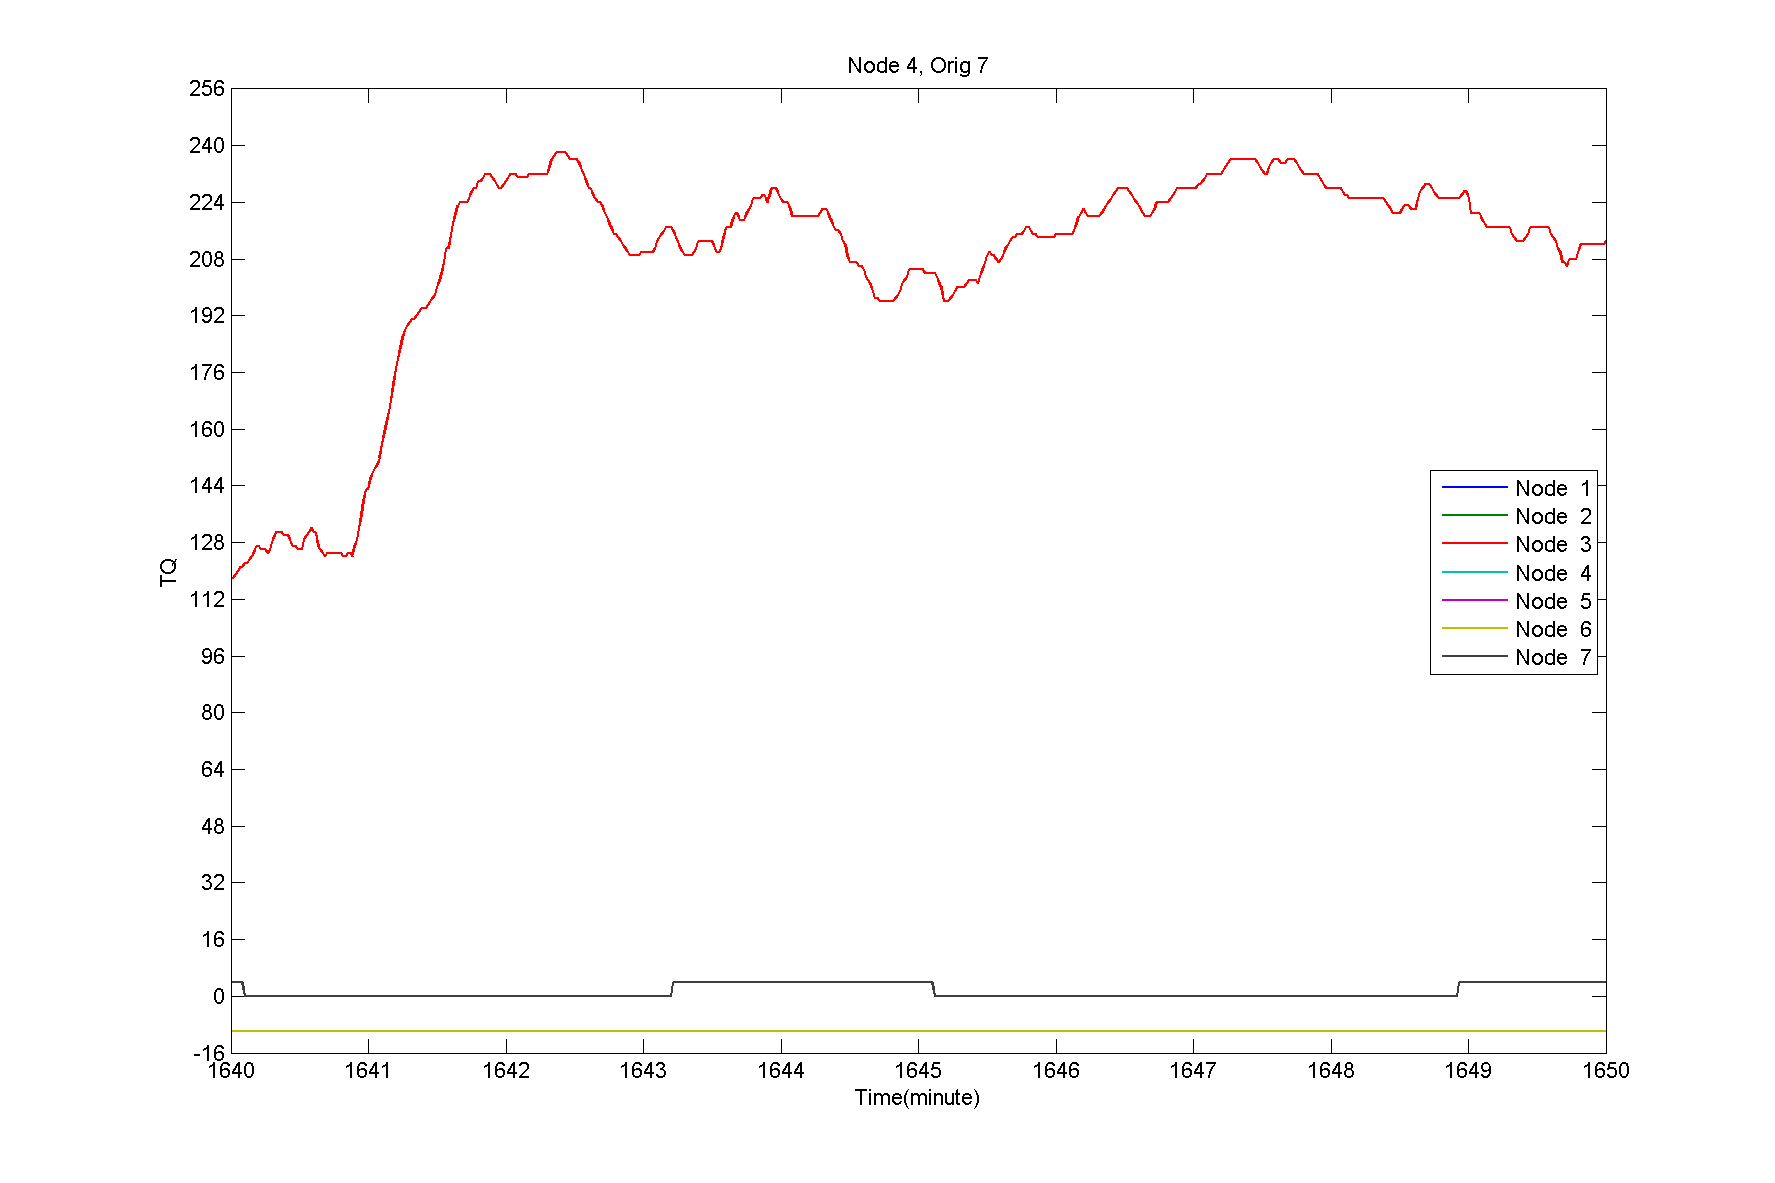 Node 4, Orig 7
256
240
224
208
192
176
160
144
128
112
96
80
64
48
32
16
0
-16
TQ
Node 1
Node 2
Node 3
Node 4
Node 5
Node 6
Node 7
1640 1641 1642 1643 1644 1645 1646 1647 1648 1649 1650
Time(minute)